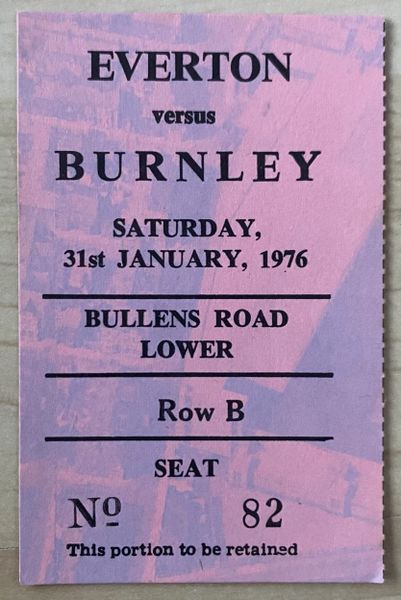 EVERTON
versus
BURNLEY
SATURDAY,
31st JANUARY, 1976
BULLENS ROAD
LOWER
Row B
SEAT
Nº 82
This portion to be retained